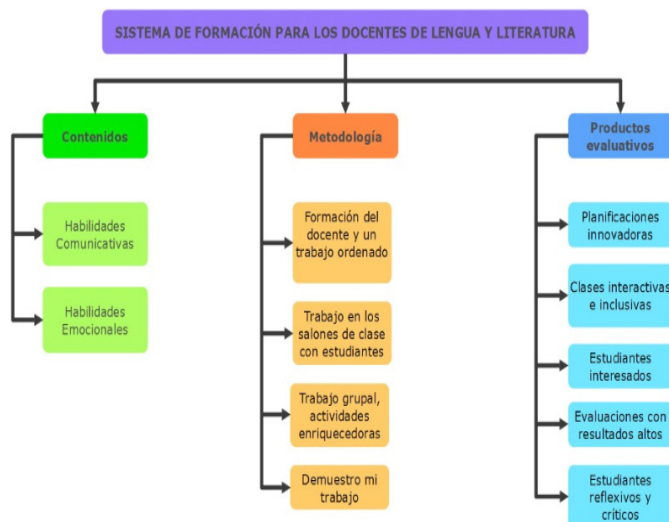 SISTEMA DE FORMACIÓN PARA LOS DOCENTES DE LENGUA Y LITERATURA
Contenidos
Habilidades
Comunicativas
Habilidades
Emocionales
Metodología
Formación del
docente y un
trabajo ordenado
Trabajo en los
salones de clase
con estudiantes
Trabajo grupal,
actividades
enriquecedoras
Demuestro mi
trabajo
Productos
evaluativos
Planificaciones
innovadoras
Clases interactivas
e inclusivas
Estudiantes
interesados
Evaluaciones con
resultados altos
Estudiantes
reflexivos y
críticos